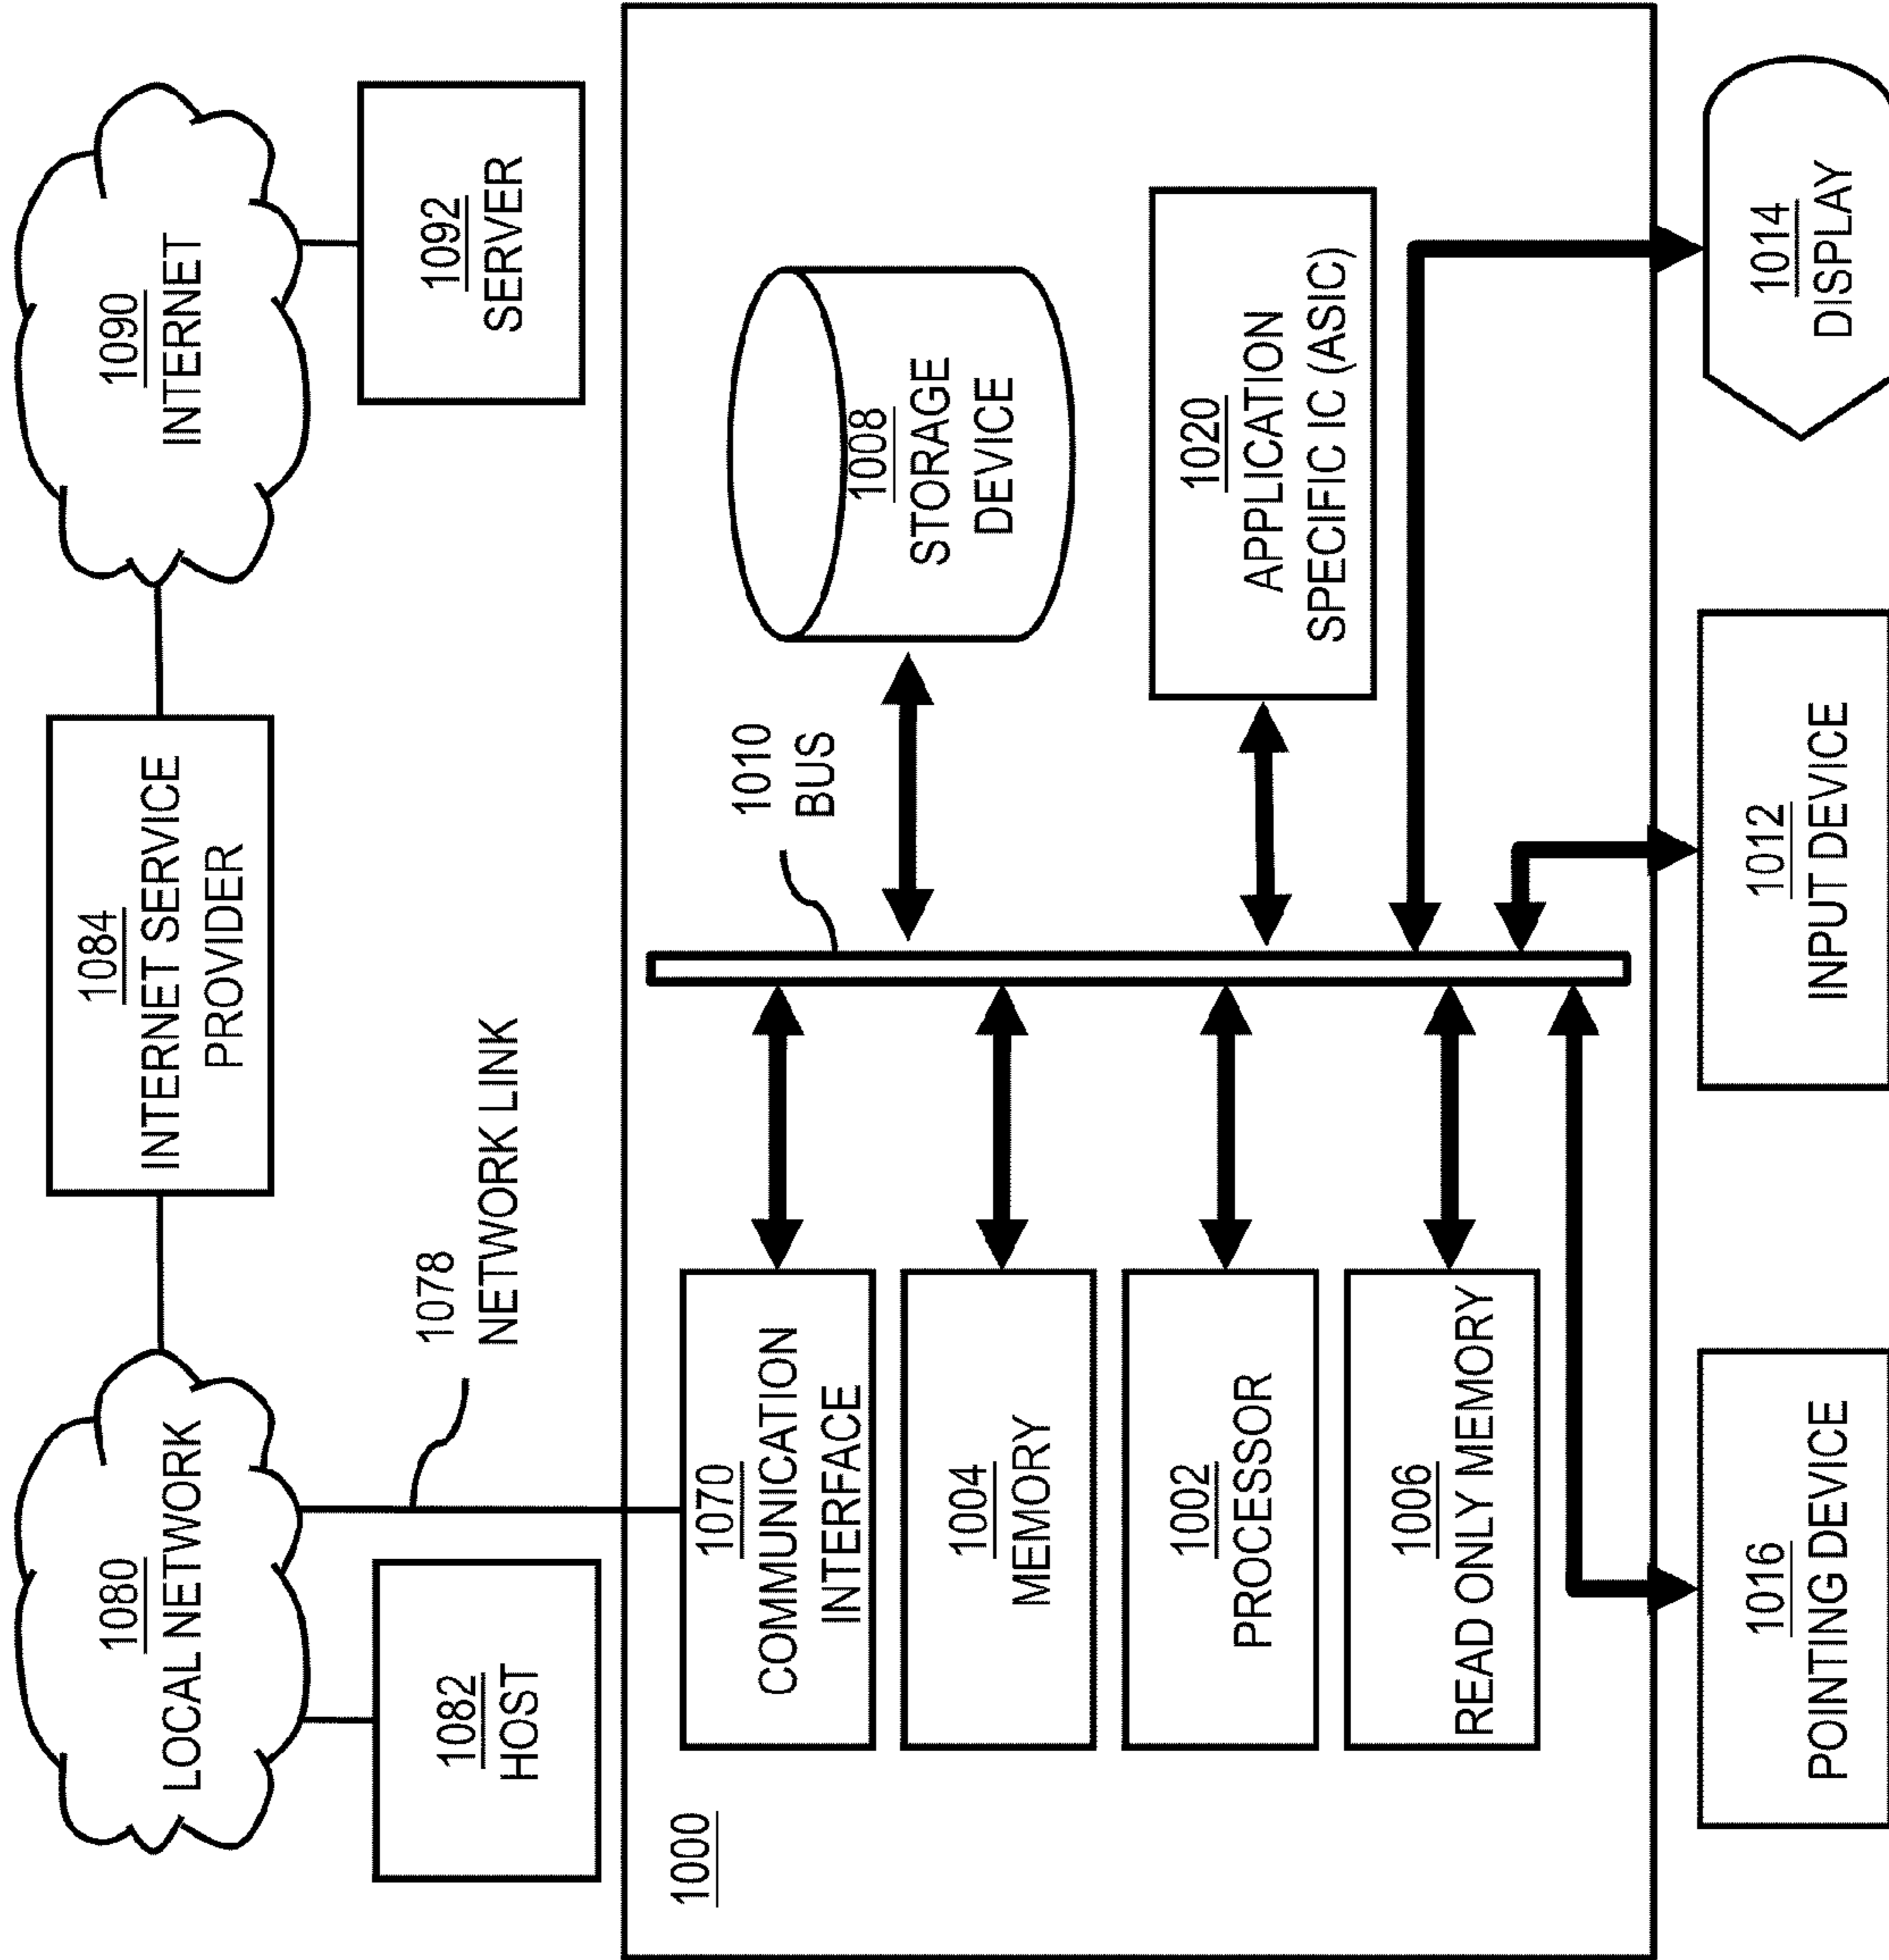 1080
LOCAL NETWORK
1084
INTERNET SERVICE
PROVIDER
1090
INTERNET
1082
HOST
1078
NETWORK LINK
1092
SERVER
1000
1070
COMMUNICATION
INTERFACE
1010
BUS
1008
STORAGE
DEVICE
1004
MEMORY
1002
PROCESSOR
1020
APPLICATION
SPECIFIC IC (ASIC)
1006
READ ONLY MEMORY
1016
POINTING DEVICE
1012
INPUT DEVICE
1014
DISPLAY